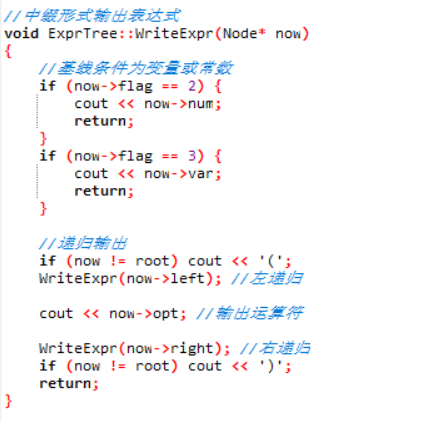 //中缀形式输出表达式
void ExprTree::WriteExpr(Node* now)
{
    //基线条件为变量或常数
    if (now->flag == 2) {
        cout << now->num;
        return;
    }
    if (now->flag == 3) {
        cout << now->var;
        return;
    }

    //递归输出
    if (now != root) cout << '(';
    WriteExpr(now->left); //左递归

    cout << now->opt; //输出运算符

    WriteExpr(now->right); //右递归
    if (now != root) cout << ')';
    return;
}